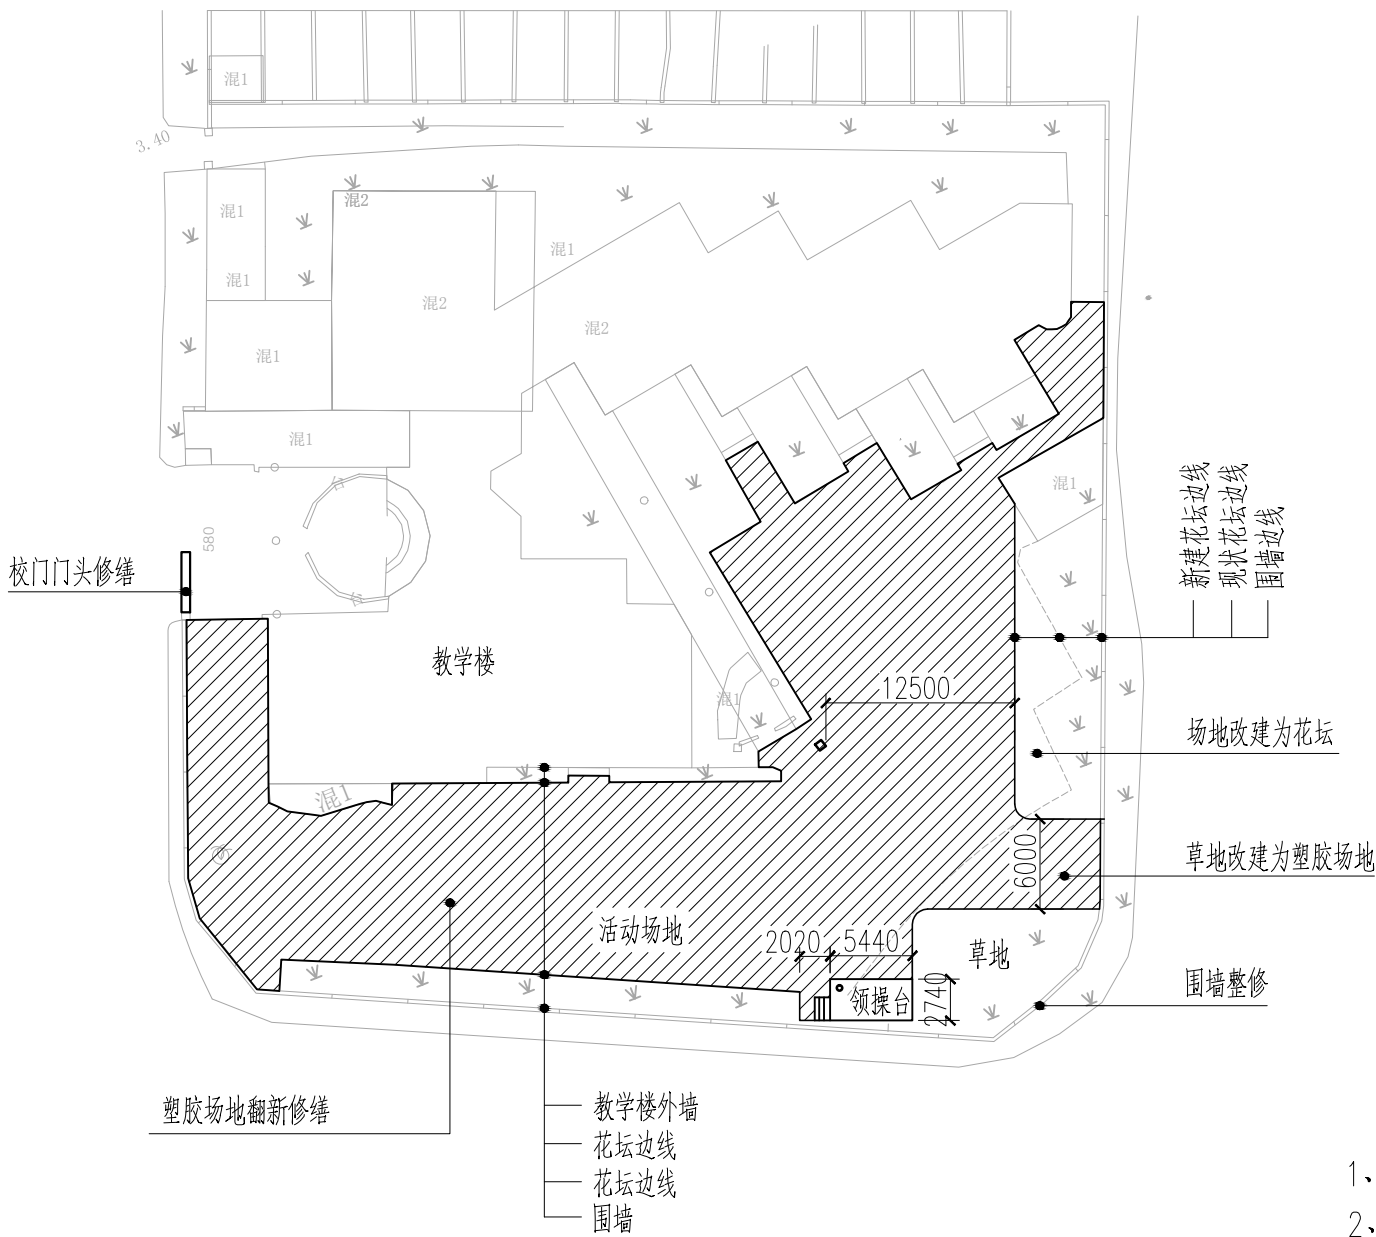 混1
3.40
混1
混2
混1
混1
混2
混2
混1
混1
混1
台
580
台
新建花坛边线
现状花坛边线
围墙边线
校门门头修缮
教学楼
12500
混1
场地改建为花坛
混1
6000
草地改建为塑胶场地
活动场地
2020
5440
草地
2740
领操台
围墙整修
塑胶场地翻新修缮
教学楼外墙
花坛边线
花坛边线
围墙
1、
2、